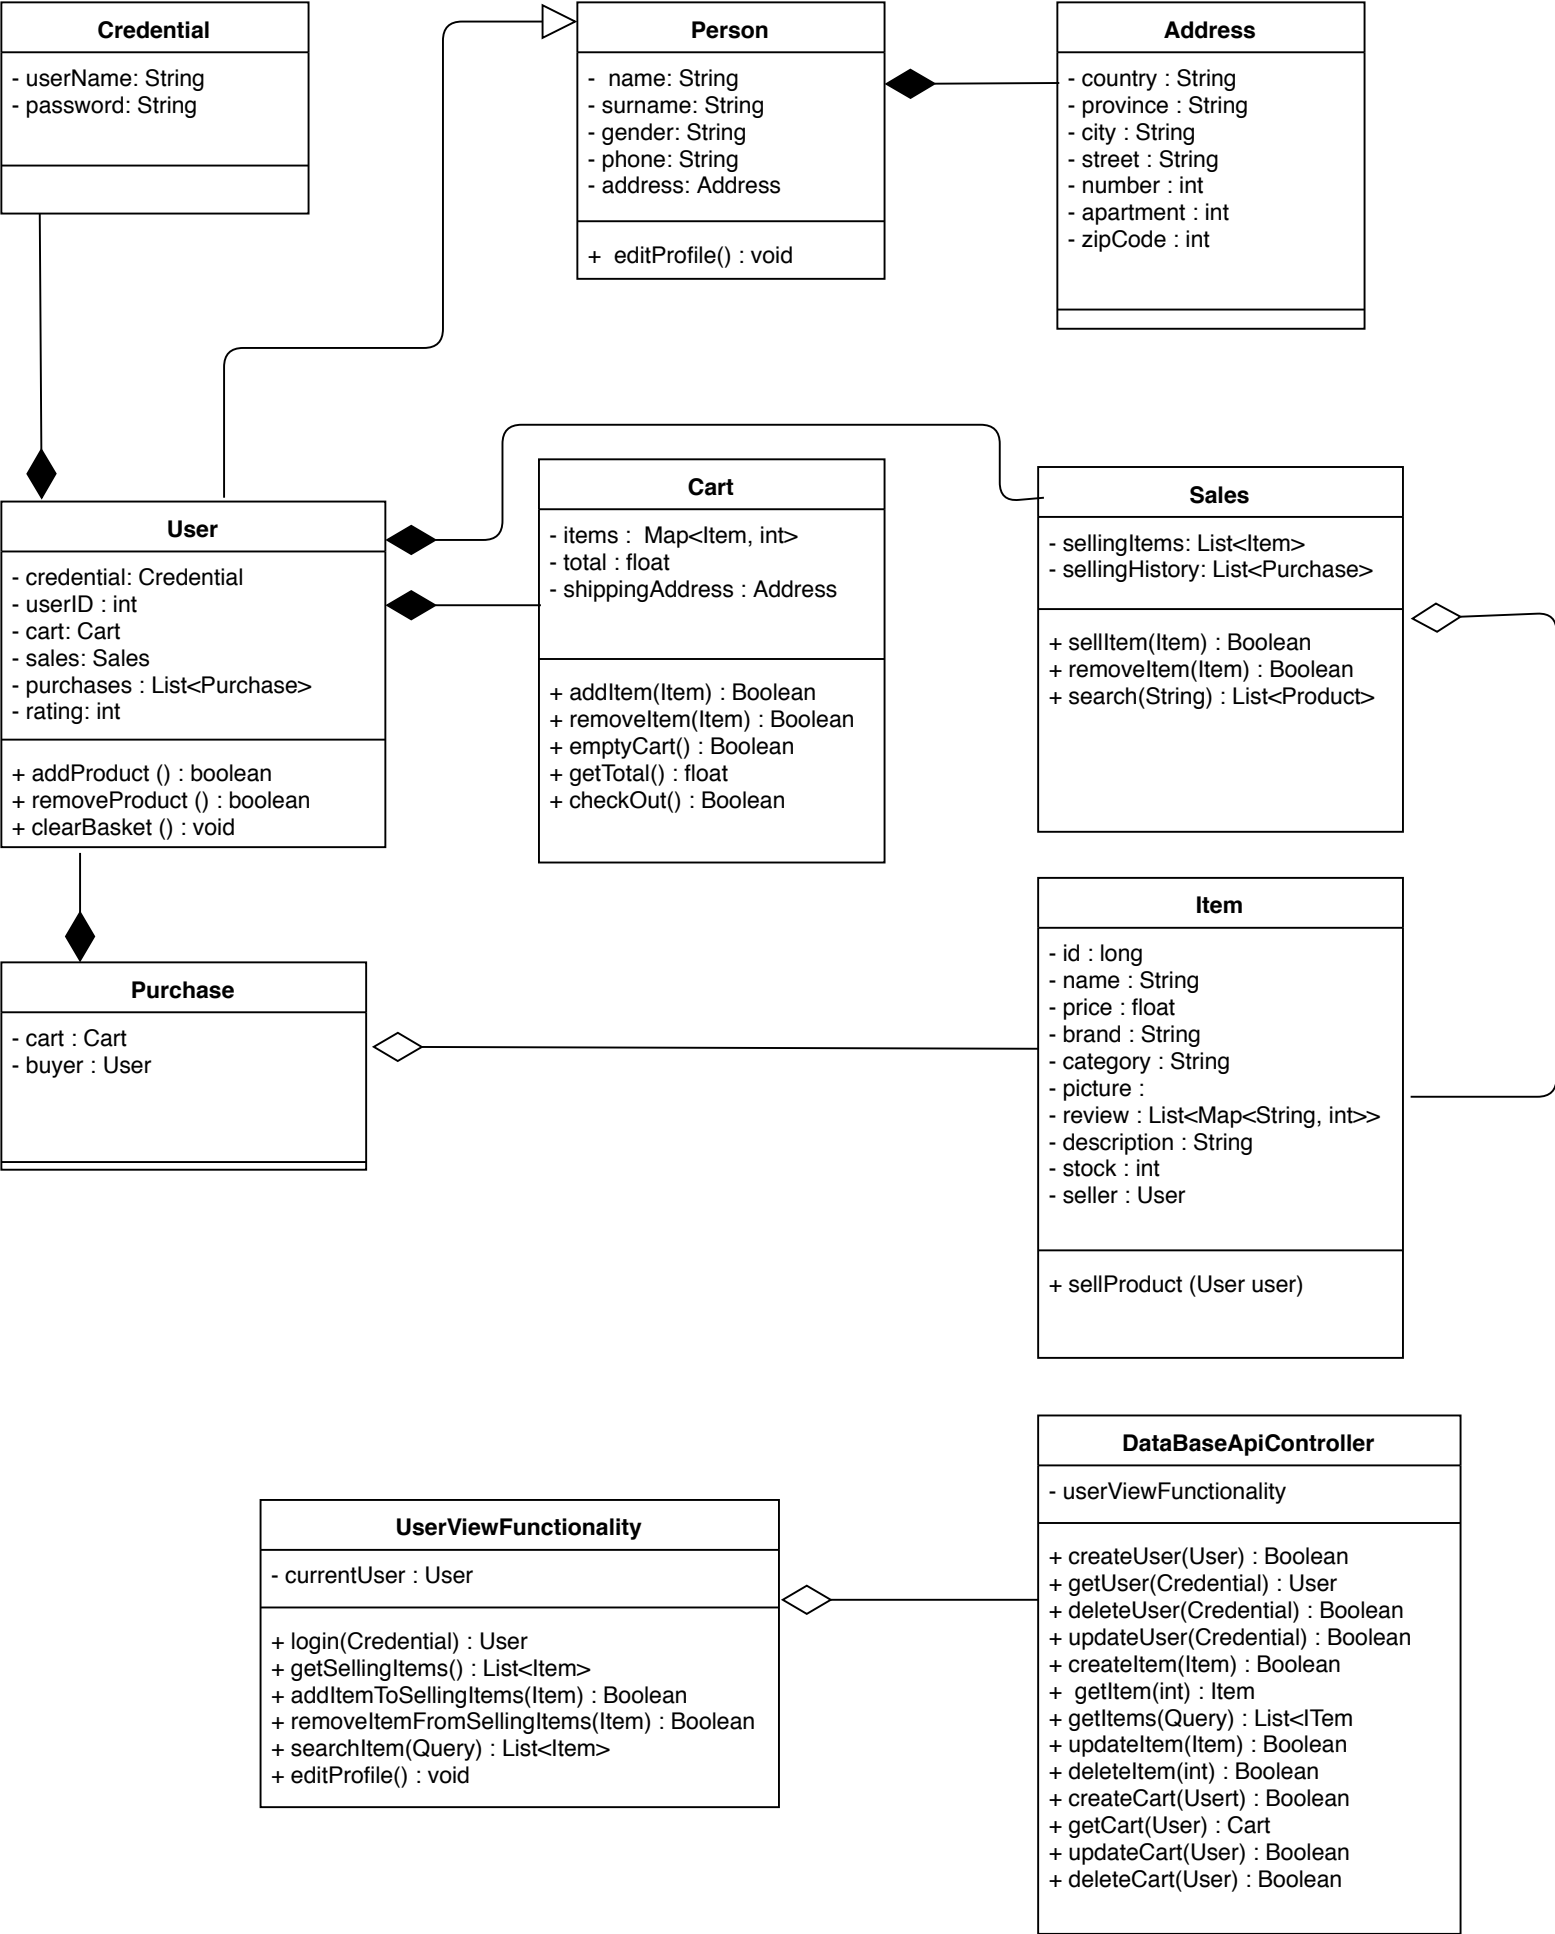 Credential
- userName: String
- password: String
Person
-  name: String
- surname: String
- gender: String
- phone: String
- address: Address
+  editProfile() : void
Address
- country : String
- province : String
- city : String
- street : String
- number : int
- apartment : int
- zipCode : int
User
- credential: Credential
- userID : int
- cart: Cart
- sales: Sales
- purchases : List<Purchase>
- rating: int
+ addProduct () : boolean
+ removeProduct () : boolean
+ clearBasket () : void
Cart
- items :  Map<Item, int>
- total : float
- shippingAddress : Address
+ addItem(Item) : Boolean
+ removeItem(Item) : Boolean
+ emptyCart() : Boolean
+ getTotal() : float
+ checkOut() : Boolean
Sales
- sellingItems: List<Item>
- sellingHistory: List<Purchase>
+ sellItem(Item) : Boolean
+ removeItem(Item) : Boolean
+ search(String) : List<Product>
Purchase
- cart : Cart
- buyer : User
Item
- id : long
- name : String
- price : float
- brand : String
- category : String
- picture :
- review : List<Map<String, int>>
- description : String
- stock : int
- seller : User
+ sellProduct (User user)
UserViewFunctionality
- currentUser : User
+ login(Credential) : User
+ getSellingItems() : List<Item>
+ addItemToSellingItems(Item) : Boolean
+ removeItemFromSellingItems(Item) : Boolean
+ searchItem(Query) : List<Item>
+ editProfile() : void
DataBaseApiController
- userViewFunctionality
+ createUser(User) : Boolean
+ getUser(Credential) : User
+ deleteUser(Credential) : Boolean
+ updateUser(Credential) : Boolean
+ createItem(Item) : Boolean
+  getItem(int) : Item
+ getItems(Query) : List<ITem
+ updateItem(Item) : Boolean
+ deleteItem(int) : Boolean
+ createCart(Usert) : Boolean
+ getCart(User) : Cart
+ updateCart(User) : Boolean
+ deleteCart(User) : Boolean